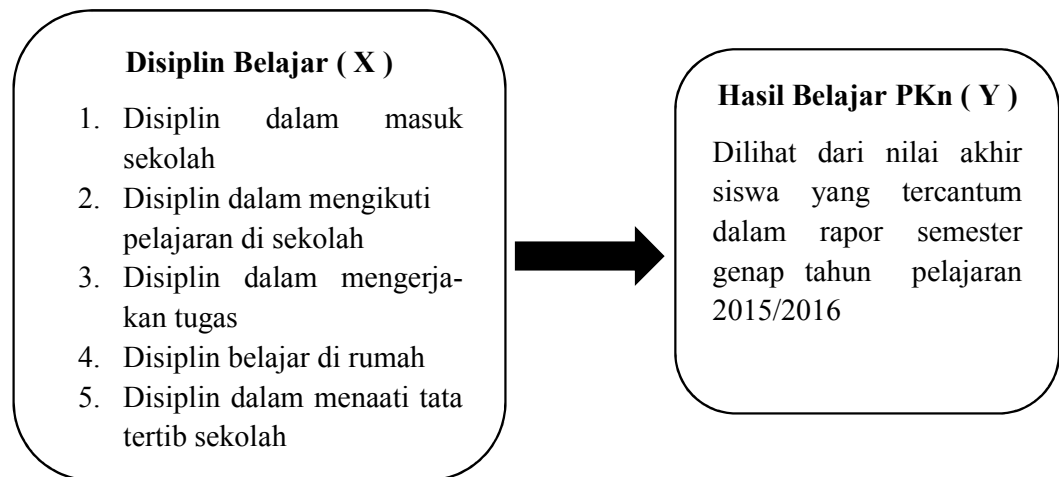 Disiplin Belajar ( X )
1. Disiplin dalam masuk
sekolah
2. Disiplin dalam mengikuti
pelajaran di sekolah
3. Disiplin dalam mengerja-
kan tugas
4. Disiplin belajar di rumah
5. Disiplin dalam menaati tata
tertib sekolah
Hasil Belajar PKn ( Y )
Dilihat dari nilai akhir
siswa yang tercantum
dalam rapor semester
genap tahun pelajaran
2015/2016